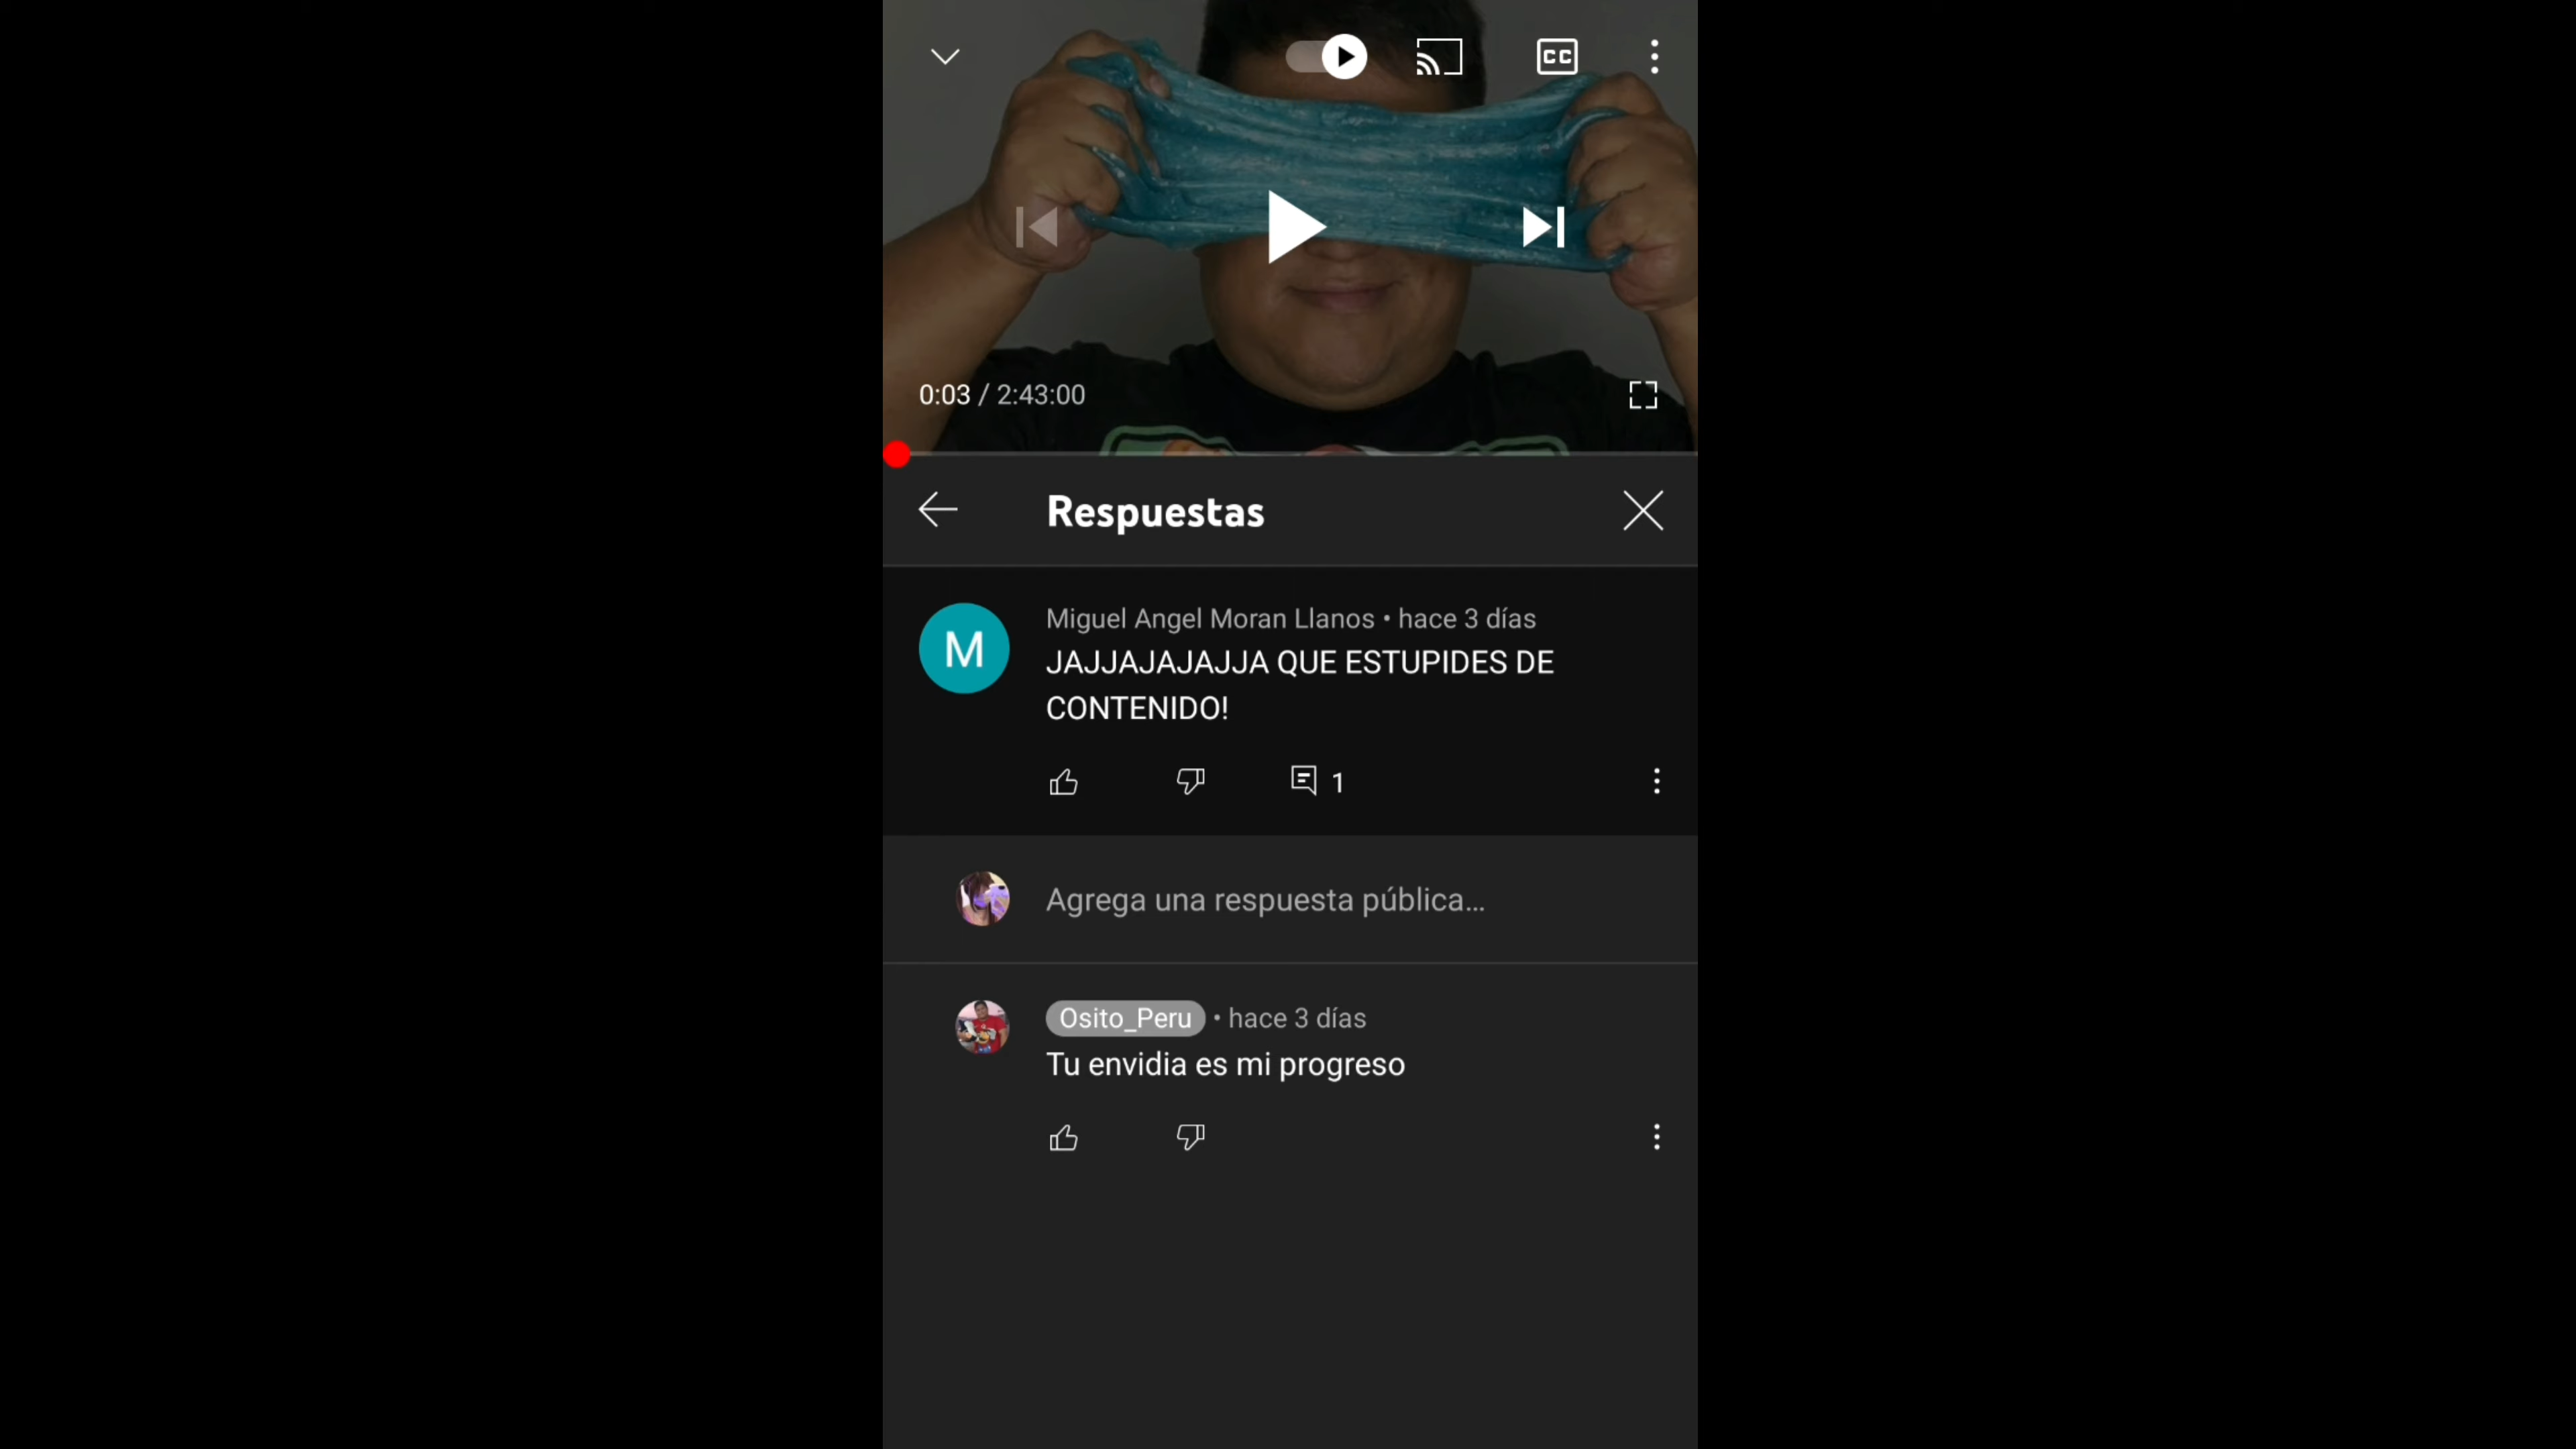 CC
0:03 / 2:43:00
Respuestas
M
Miguel Angel Moran Llanos • hace 3 días
JAJJAJAJAJJA QUE ESTUPIDES DE
CONTENIDO!
1
Agrega una respuesta pública...
Osito_Peru • hace 3 días
Tu envidia es mi progreso